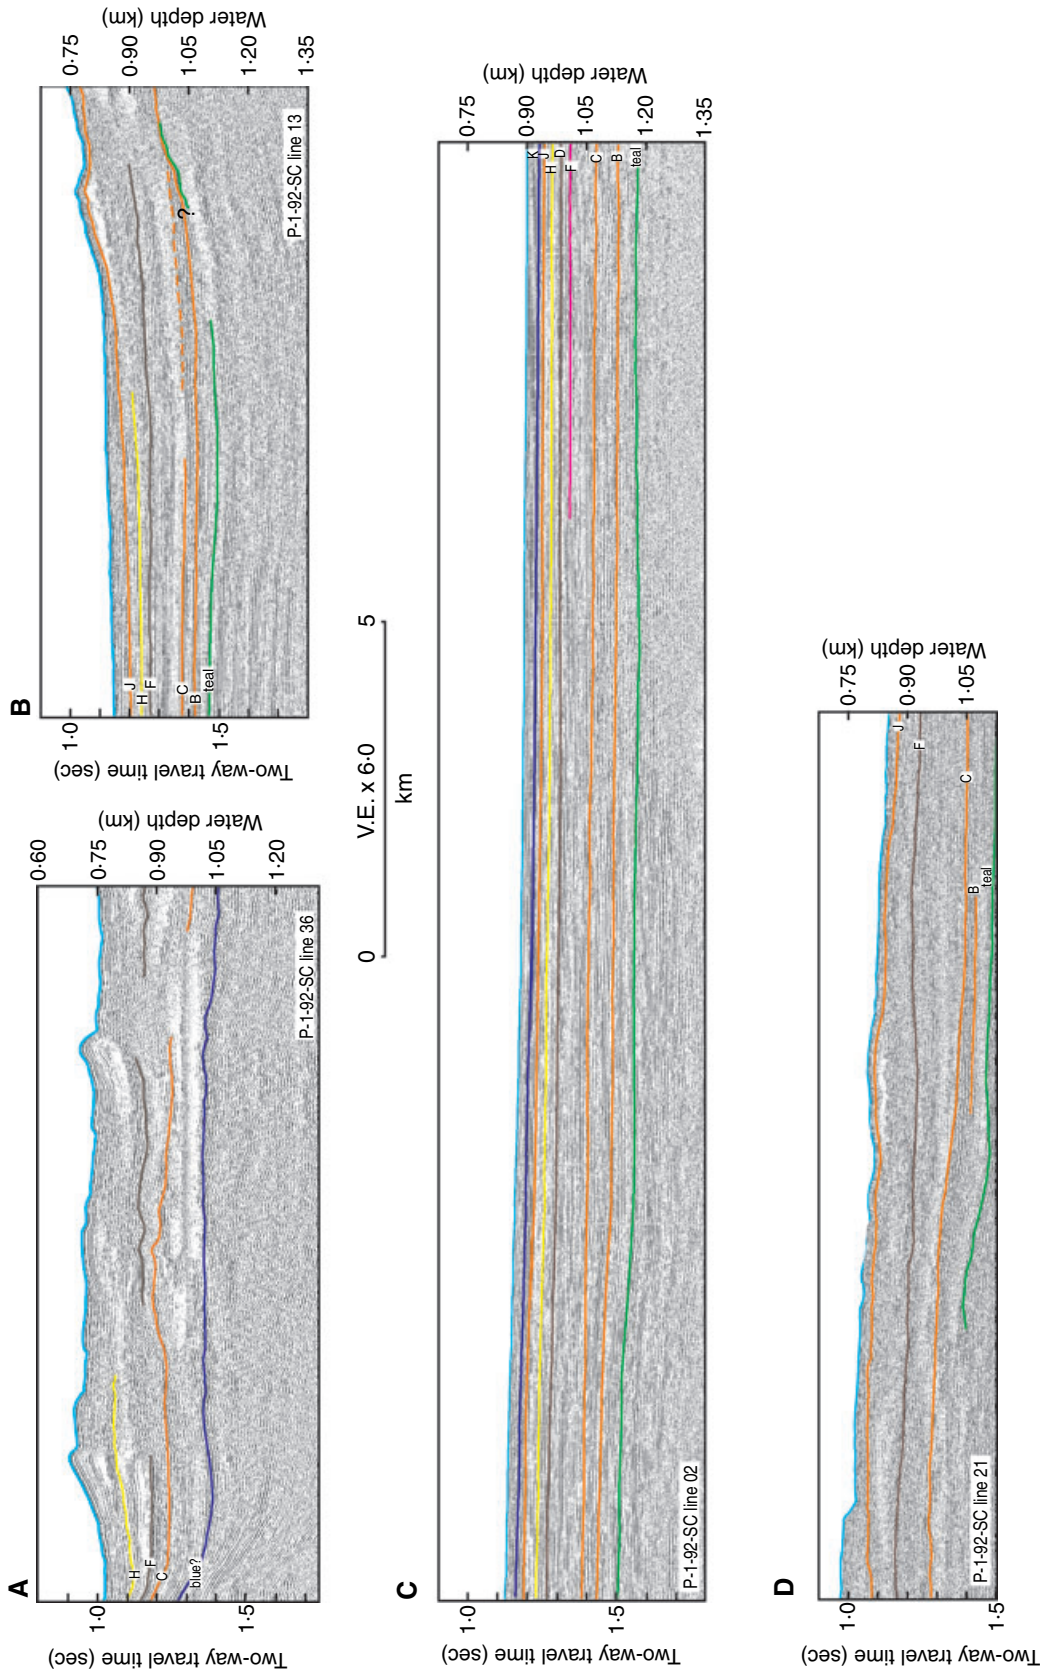 A
Two-way travel time (sec)
1·0
1·5
H
F
C
blue?
P-1-92-SC line 36
0·60
0·75
0·90
1·05
1·20
Water depth (km)
B
Two-way travel time (sec)
1·0
1·5
J
H
F
C
B
teal
?
P-1-92-SC line 13
0·75
0·90
1·05
1·20
1·35
Water depth (km)
0
V.E. x 6·0
5
km
C
Two-way travel time (sec)
1·0
1·5
P-1-92-SC line 02
K
J
H
D
F
C
B
teal
0·75
0·90
1·05
1·20
1·35
Water depth (km)
D
Two-way travel time (sec)
1·0
1·5
P-1-92-SC line 21
J
F
C
B
teal
0·75
0·90
1·05
Water depth (km)